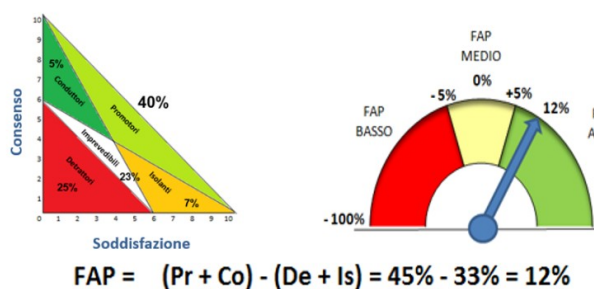 10
9
8
7
6
5
4
3
2
1
0 1 2 3 4 5 6 7 8 9 10
Consenso
Soddisfazione
5%
Conduttori
Promotori
40%
Imprevedibili
Detrattori
25%
23%
Isolanti
7%
FAP
MEDIO
0%
- 5%
+5%
12%
FAP
BASSO
- 100%
FAP = (Pr + Co) - (De + Is) = 45% - 33% = 12%